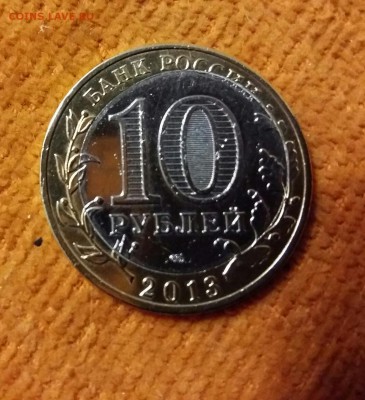 COINS.LAVE.RU
БАНК РОССИИ
10
РУБЛЕЙ
2013